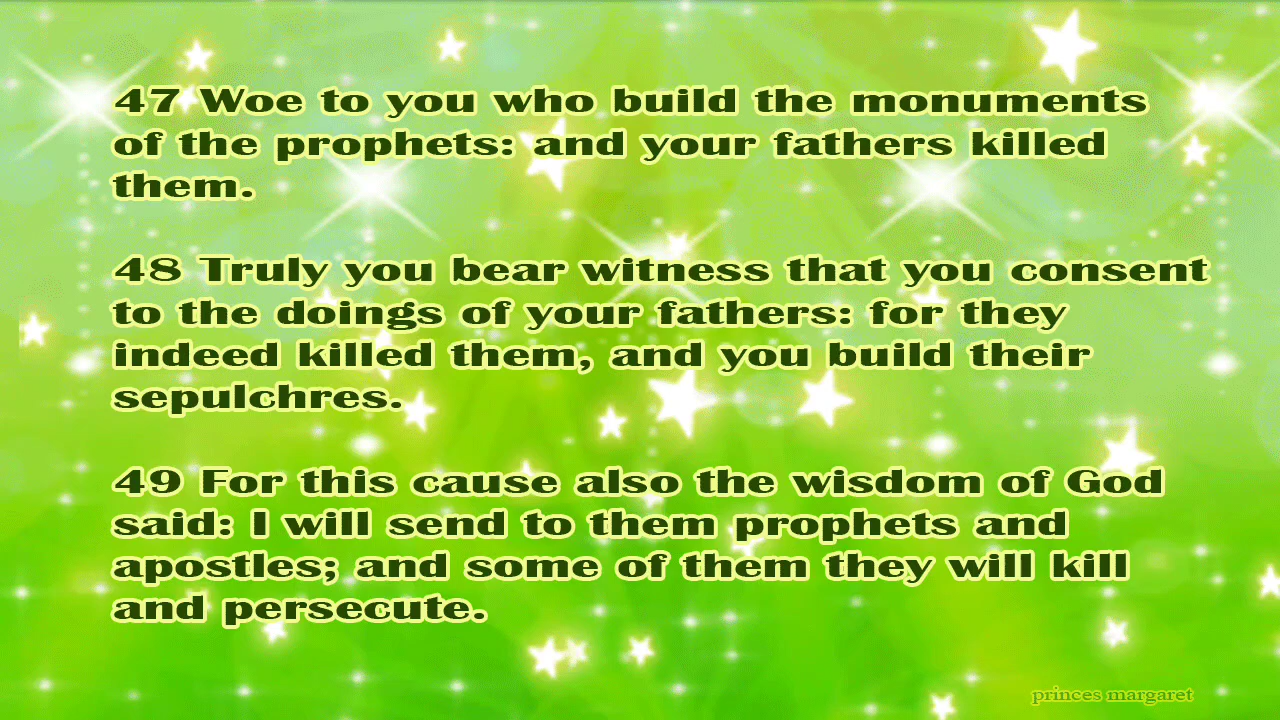 47 Woe to you who build the monuments
of the prophets: and your fathers killed
them.
48 Truly you bear witness that you consent
to the doings of your fathers: for they
indeed killed them, and you build their
sepulchres.
49 For this cause also the wisdom of God
said: I will send to them prophets and
apostles; and some of them they will kill
and persecute.
princes margaret